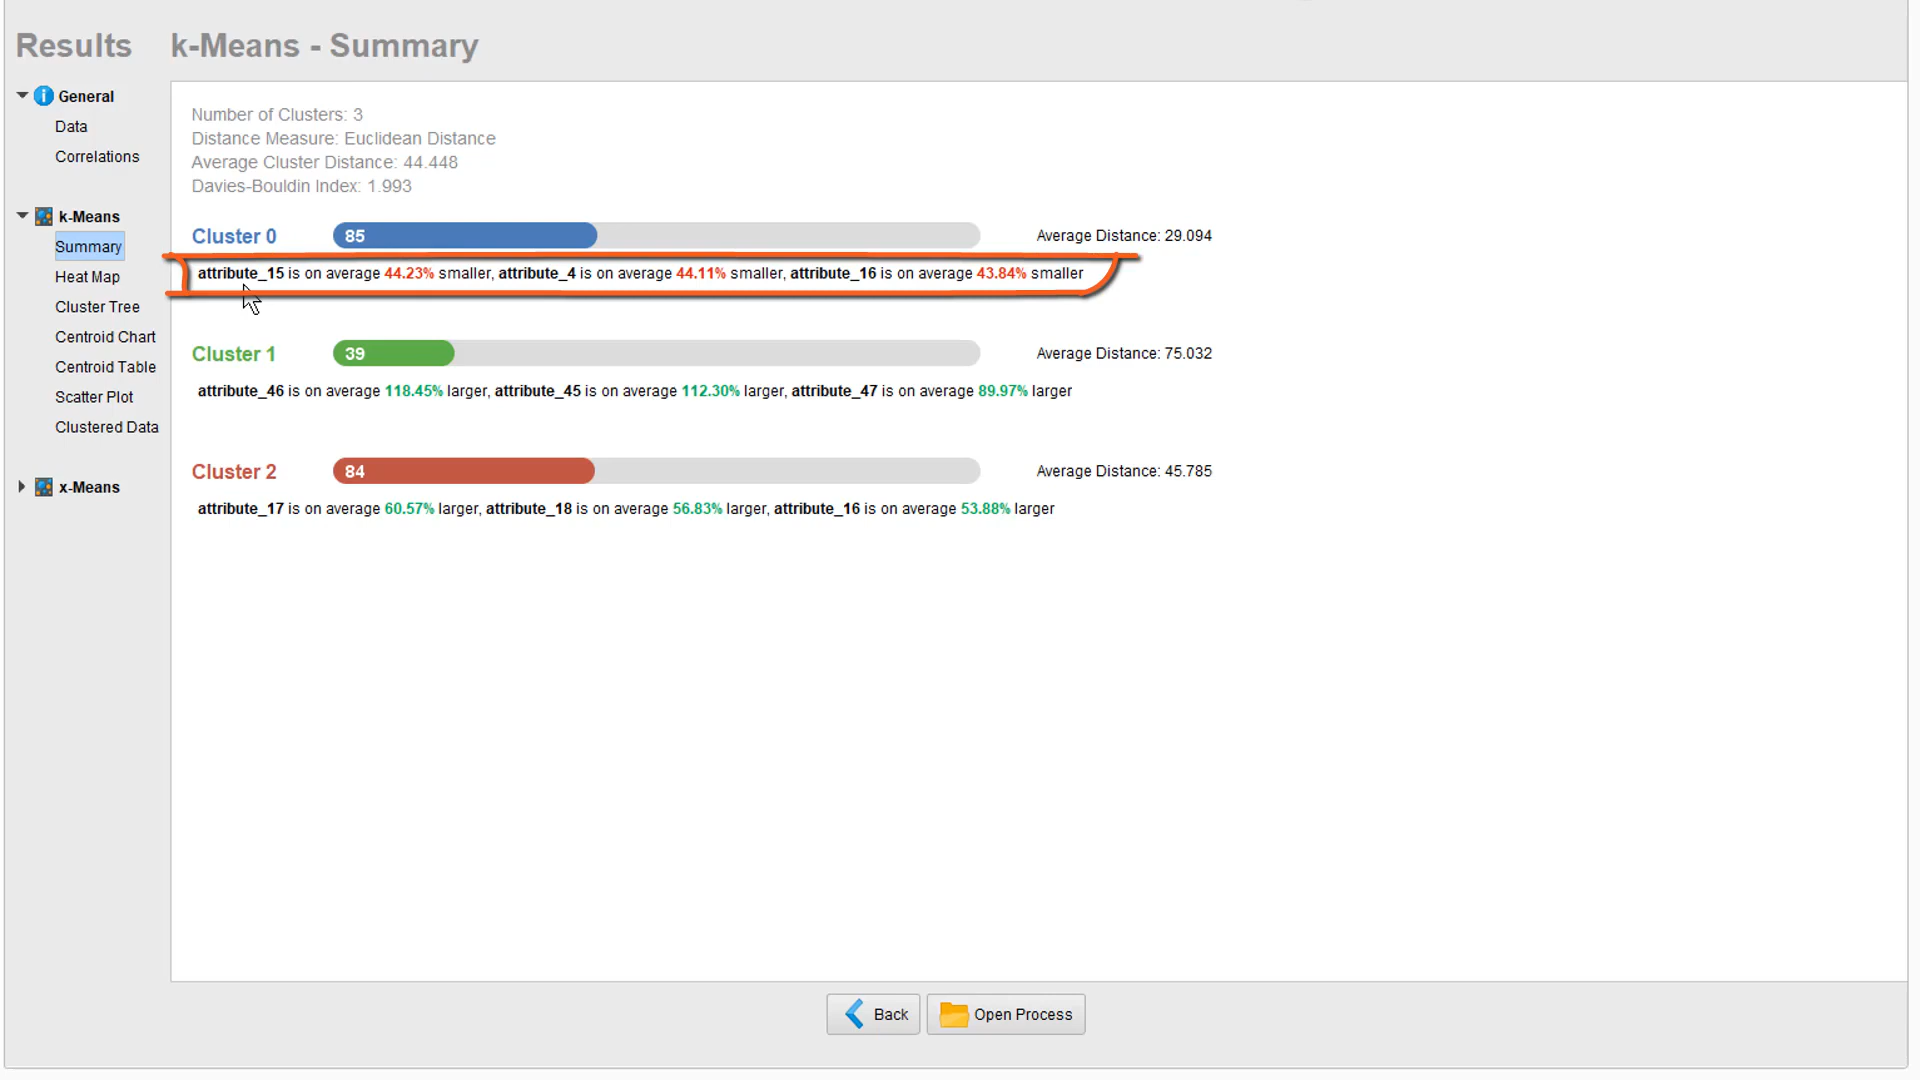 Results
k-Means - Summary
General
Data
Correlations
k-Means
Summary
Heat Map
Cluster Tree
Centroid Chart
Centroid Table
Scatter Plot
Clustered Data
x-Means
Number of Clusters: 3
Distance Measure: Euclidean Distance
Average Cluster Distance: 44.448
Davies-Bouldin Index: 1.993
Cluster 0 85 Average Distance: 29.094
attribute_15 is on average 44.23% smaller, attribute_4 is on average 44.11% smaller, attribute_16 is on average 43.84% smaller
Cluster 1 39 Average Distance: 75.032
attribute_46 is on average 118.45% larger, attribute_45 is on average 112.30% larger, attribute_47 is on average 89.97% larger
Cluster 2 84 Average Distance: 45.785
attribute_17 is on average 60.57% larger, attribute_18 is on average 56.83% larger, attribute_16 is on average 53.88% larger
Back
Open Process